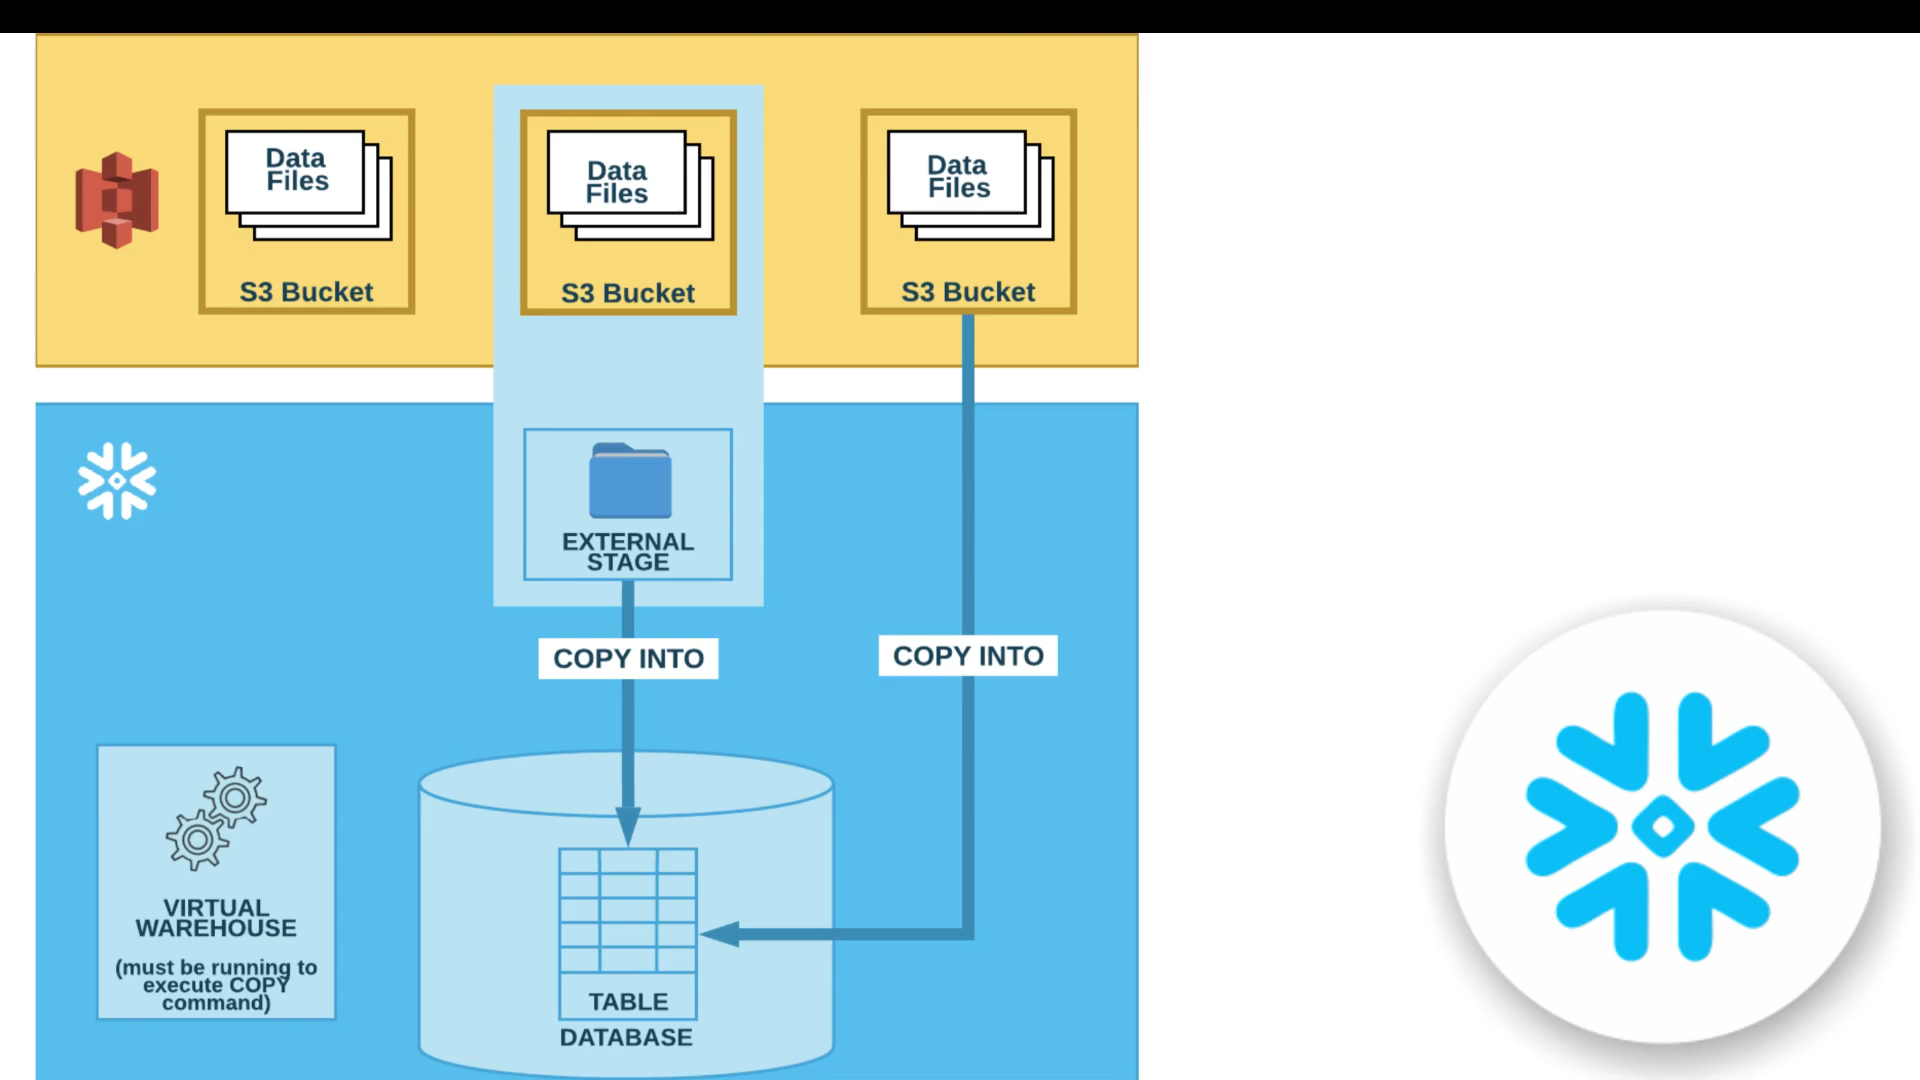 Data
Files
S3 Bucket
Data
Files
S3 Bucket
Data
Files
S3 Bucket
EXTERNAL
STAGE
COPY INTO
COPY INTO
VIRTUAL
WAREHOUSE
(must be running to
execute COPY
command)
TABLE
DATABASE